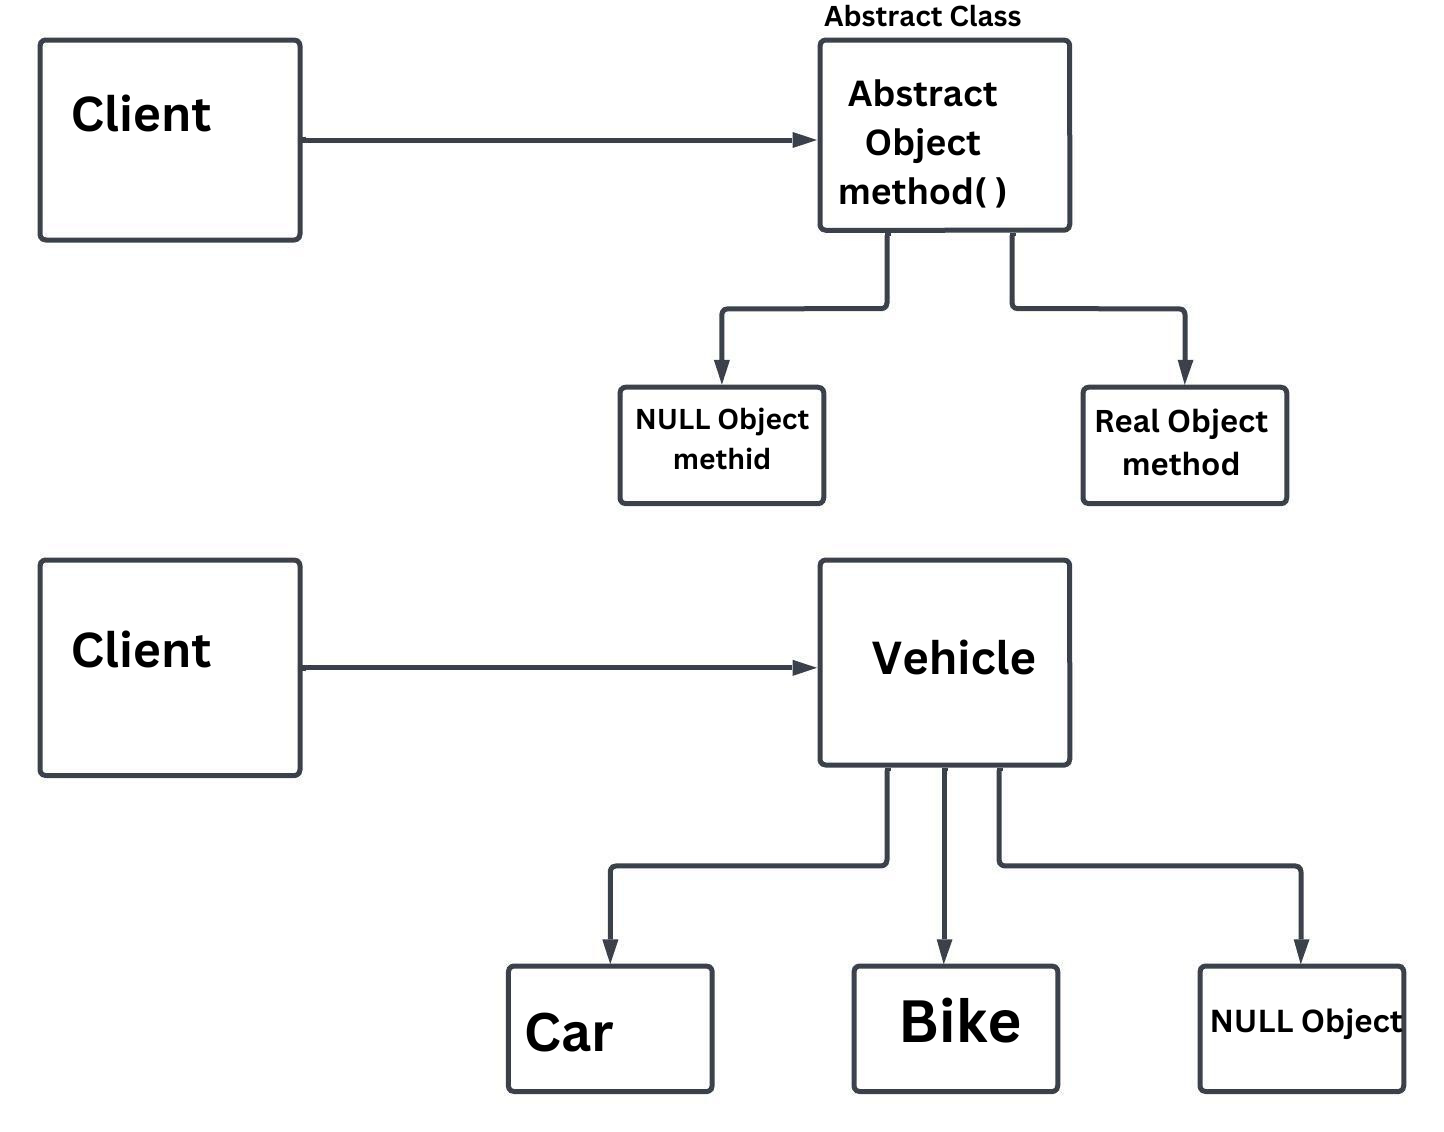 Abstract Class
Client
Abstract
Object
method( )
NULL Object
methid
Real Object
method
Client
Vehicle
Car
Bike
NULL Object